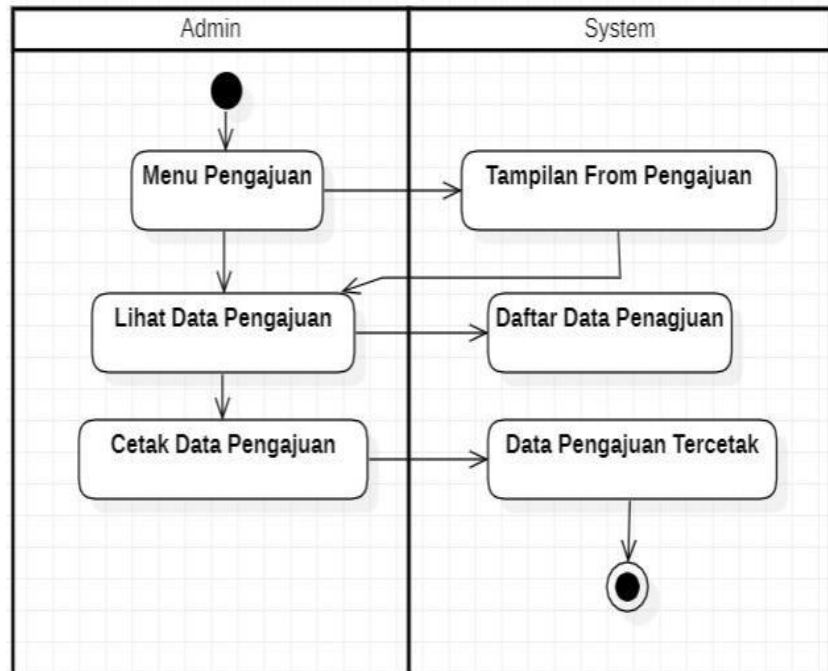 Admin
System
Menu Pengajuan
Tampilan From Pengajuan
Lihat Data Pengajuan
Daftar Data Penagjuan
Cetak Data Pengajuan
Data Pengajuan Tercetak